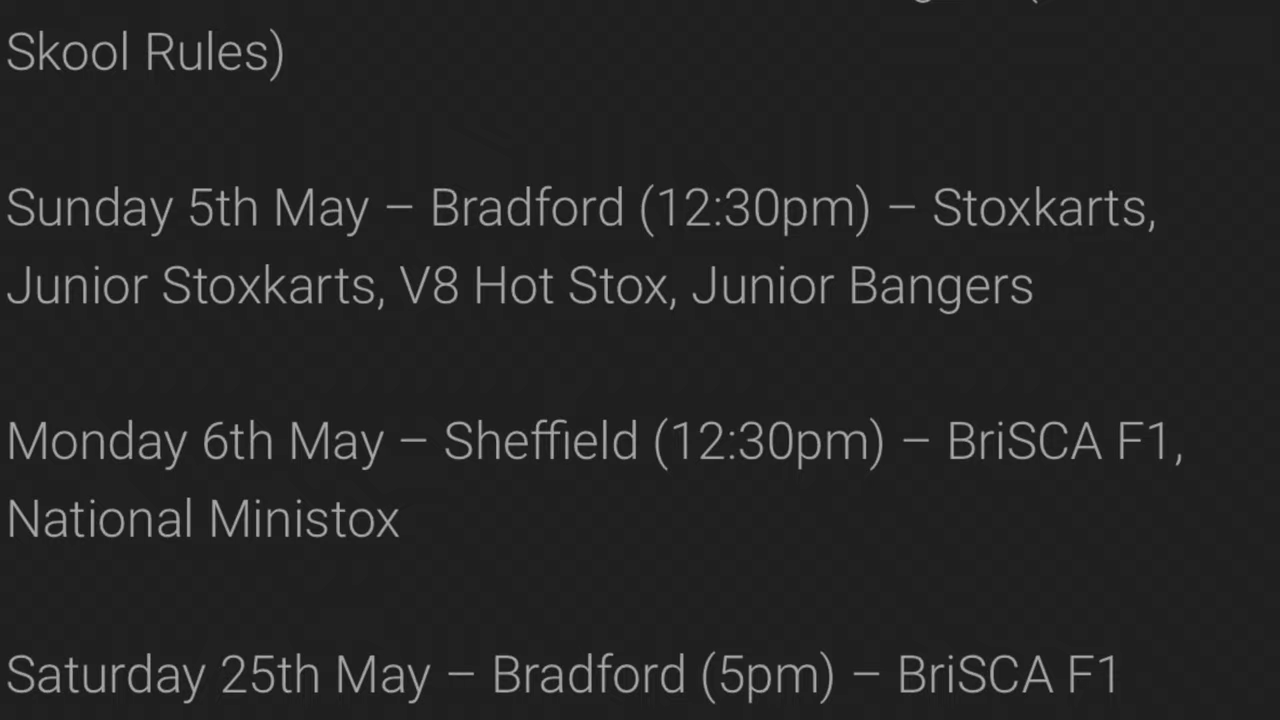 Skool Rules)
Sunday 5th May – Bradford (12:30pm) – Stoxkarts,
Junior Stoxkarts, V8 Hot Stox, Junior Bangers
Monday 6th May – Sheffield (12:30pm) – BriSCA F1,
National Ministox
Saturday 25th May – Bradford (5pm) – BriSCA F1